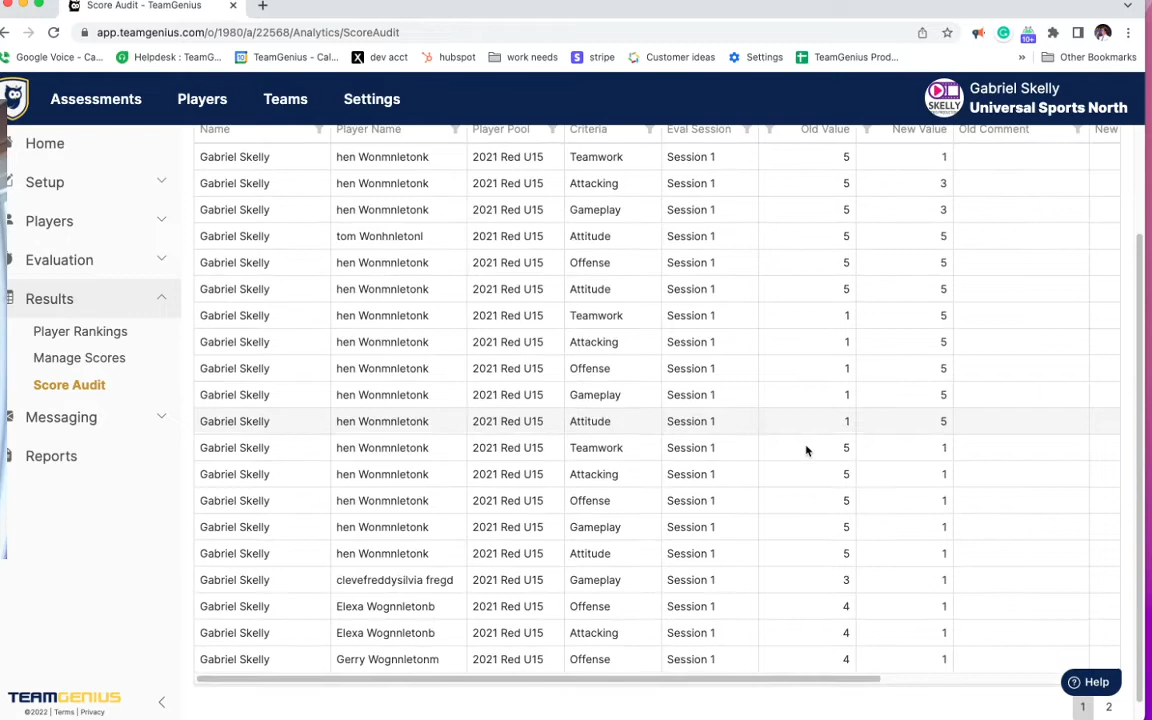 Score Audit - TeamGenius
app.teamgenius.com/o/1980/a/22568/Analytics/ScoreAudit
Google Voice - Ca... Helpdesk : TeamG... TeamGenius - Cal... dev acct hubspot work needs stripe Customer ideas Settings TeamGenius Prod... » Other Bookmarks
10+
Assessments Players Teams Settings
SKELLY
Gabriel Skelly
Universal Sports North
Home
Setup
Players
Evaluation
Results
Player Rankings
Manage Scores
Score Audit
Messaging
Reports
Name Player Name Player Pool Criteria Eval Session Old Value New Value Old Comment New
Gabriel Skelly hen Wonmnletonk 2021 Red U15 Teamwork Session 1 5 1
Gabriel Skelly hen Wonmnletonk 2021 Red U15 Attacking Session 1 5 3
Gabriel Skelly hen Wonmnletonk 2021 Red U15 Gameplay Session 1 5 3
Gabriel Skelly tom Wonhnletonl 2021 Red U15 Attitude Session 1 5 5
Gabriel Skelly hen Wonmnletonk 2021 Red U15 Offense Session 1 5 5
Gabriel Skelly hen Wonmnletonk 2021 Red U15 Attitude Session 1 5 5
Gabriel Skelly hen Wonmnletonk 2021 Red U15 Teamwork Session 1 1 5
Gabriel Skelly hen Wonmnletonk 2021 Red U15 Attacking Session 1 1 5
Gabriel Skelly hen Wonmnletonk 2021 Red U15 Offense Session 1 1 5
Gabriel Skelly hen Wonmnletonk 2021 Red U15 Gameplay Session 1 1 5
Gabriel Skelly hen Wonmnletonk 2021 Red U15 Attitude Session 1 1 5
Gabriel Skelly hen Wonmnletonk 2021 Red U15 Teamwork Session 1 5 1
Gabriel Skelly hen Wonmnletonk 2021 Red U15 Attacking Session 1 5 1
Gabriel Skelly hen Wonmnletonk 2021 Red U15 Offense Session 1 5 1
Gabriel Skelly hen Wonmnletonk 2021 Red U15 Gameplay Session 1 5 1
Gabriel Skelly hen Wonmnletonk 2021 Red U15 Attitude Session 1 5 1
Gabriel Skelly clevefreddysilvia fregd 2021 Red U15 Gameplay Session 1 3 1
Gabriel Skelly Elexa Wognnletonb 2021 Red U15 Offense Session 1 4 1
Gabriel Skelly Elexa Wognnletonb 2021 Red U15 Attacking Session 1 4 1
Gabriel Skelly Gerry Wognnletonm 2021 Red U15 Offense Session 1 4 1
Help
1 2
TEAMGENIUS
©2022 | Terms | Privacy